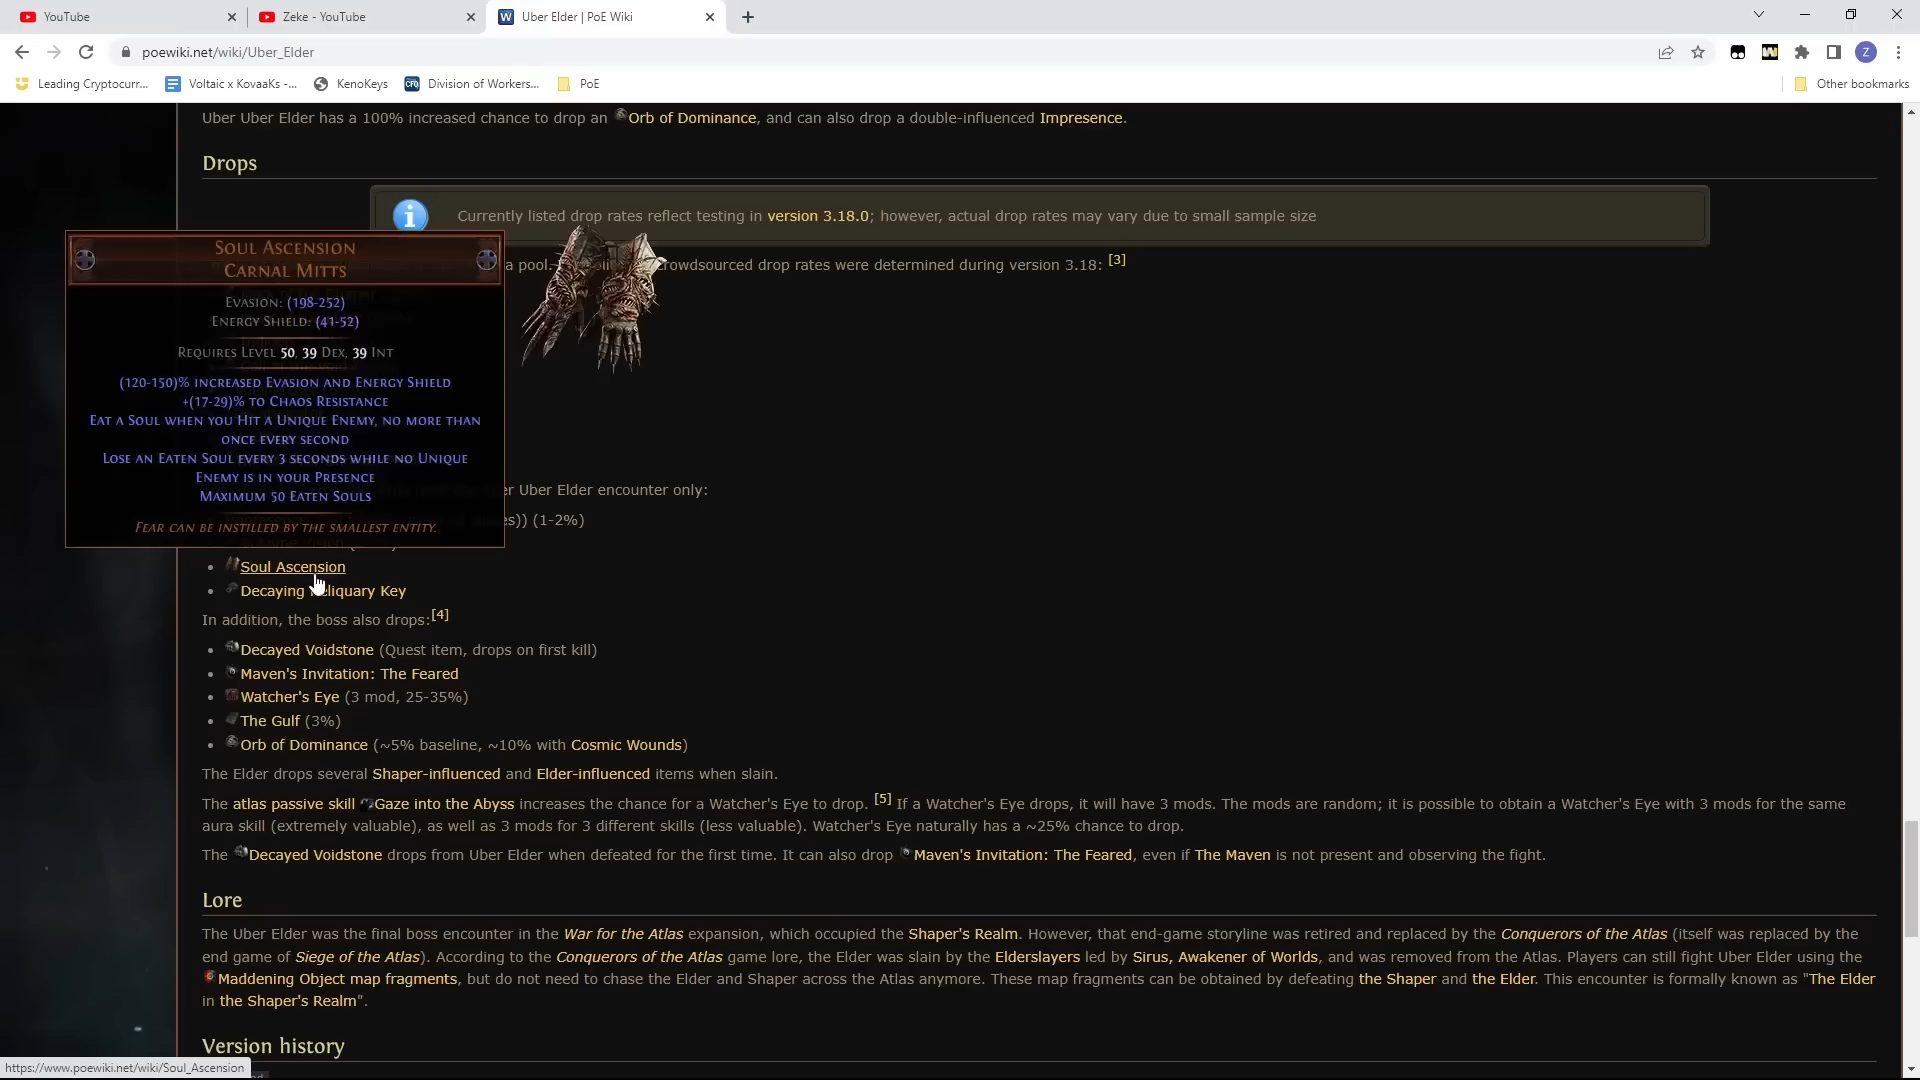 YouTube
Zeke - YouTube
Uber Elder | PoE Wiki
poewiki.net/wiki/Uber_Elder
Z
Leading Cryptocurr...
Voltaic x KovaaKs -...
KenoKeys
Division of Workers...
PoE
Other bookmarks
Uber Uber Elder has a 100% increased chance to drop an Orb of Dominance, and can also drop a double-influenced Impresence.
Drops
Currently listed drop rates reflect testing in version 3.18.0; however, actual drop rates may vary due to small sample size
a pool. crowdsourced drop rates were determined during version 3.18: [3]
Soul Ascension
Carnal Mitts
Evasion: (198-252)
Energy Shield: (41-52)
Requires Level 50, 39 Dex, 39 Int
(120-150)% increased Evasion and Energy Shield
+(17-29)% to Chaos Resistance
Eat a Soul when you Hit a Unique Enemy, no more than
once every second
Lose an Eaten Soul every 3 seconds while no Unique
Enemy is in your Presence
Maximum 50 Eaten Souls
Fear can be instilled by the smallest entity.
r Uber Elder encounter only:
es)) (1-2%)
Soul Ascension
Decaying liquary Key
In addition, the boss also drops:[4]
Decayed Voidstone (Quest item, drops on first kill)
Maven's Invitation: The Feared
Watcher's Eye (3 mod, 25-35%)
The Gulf (3%)
Orb of Dominance (~5% baseline, ~10% with Cosmic Wounds)
The Elder drops several Shaper-influenced and Elder-influenced items when slain.
The atlas passive skill Gaze into the Abyss increases the chance for a Watcher's Eye to drop. [5] If a Watcher's Eye drops, it will have 3 mods. The mods are random; it is possible to obtain a Watcher's Eye with 3 mods for the same
aura skill (extremely valuable), as well as 3 mods for 3 different skills (less valuable). Watcher's Eye naturally has a ~25% chance to drop.
The Decayed Voidstone drops from Uber Elder when defeated for the first time. It can also drop Maven's Invitation: The Feared, even if The Maven is not present and observing the fight.
Lore
The Uber Elder was the final boss encounter in the War for the Atlas expansion, which occupied the Shaper's Realm. However, that end-game storyline was retired and replaced by the Conquerors of the Atlas (itself was replaced by the
end game of Siege of the Atlas). According to the Conquerors of the Atlas game lore, the Elder was slain by the Elderslayers led by Sirus, Awakener of Worlds, and was removed from the Atlas. Players can still fight Uber Elder using the
Maddening Object map fragments, but do not need to chase the Elder and Shaper across the Atlas anymore. These map fragments can be obtained by defeating the Shaper and the Elder. This encounter is formally known as "The Elder
in the Shaper's Realm".
Version history
https://www.poewiki.net/wiki/Soul_Ascension